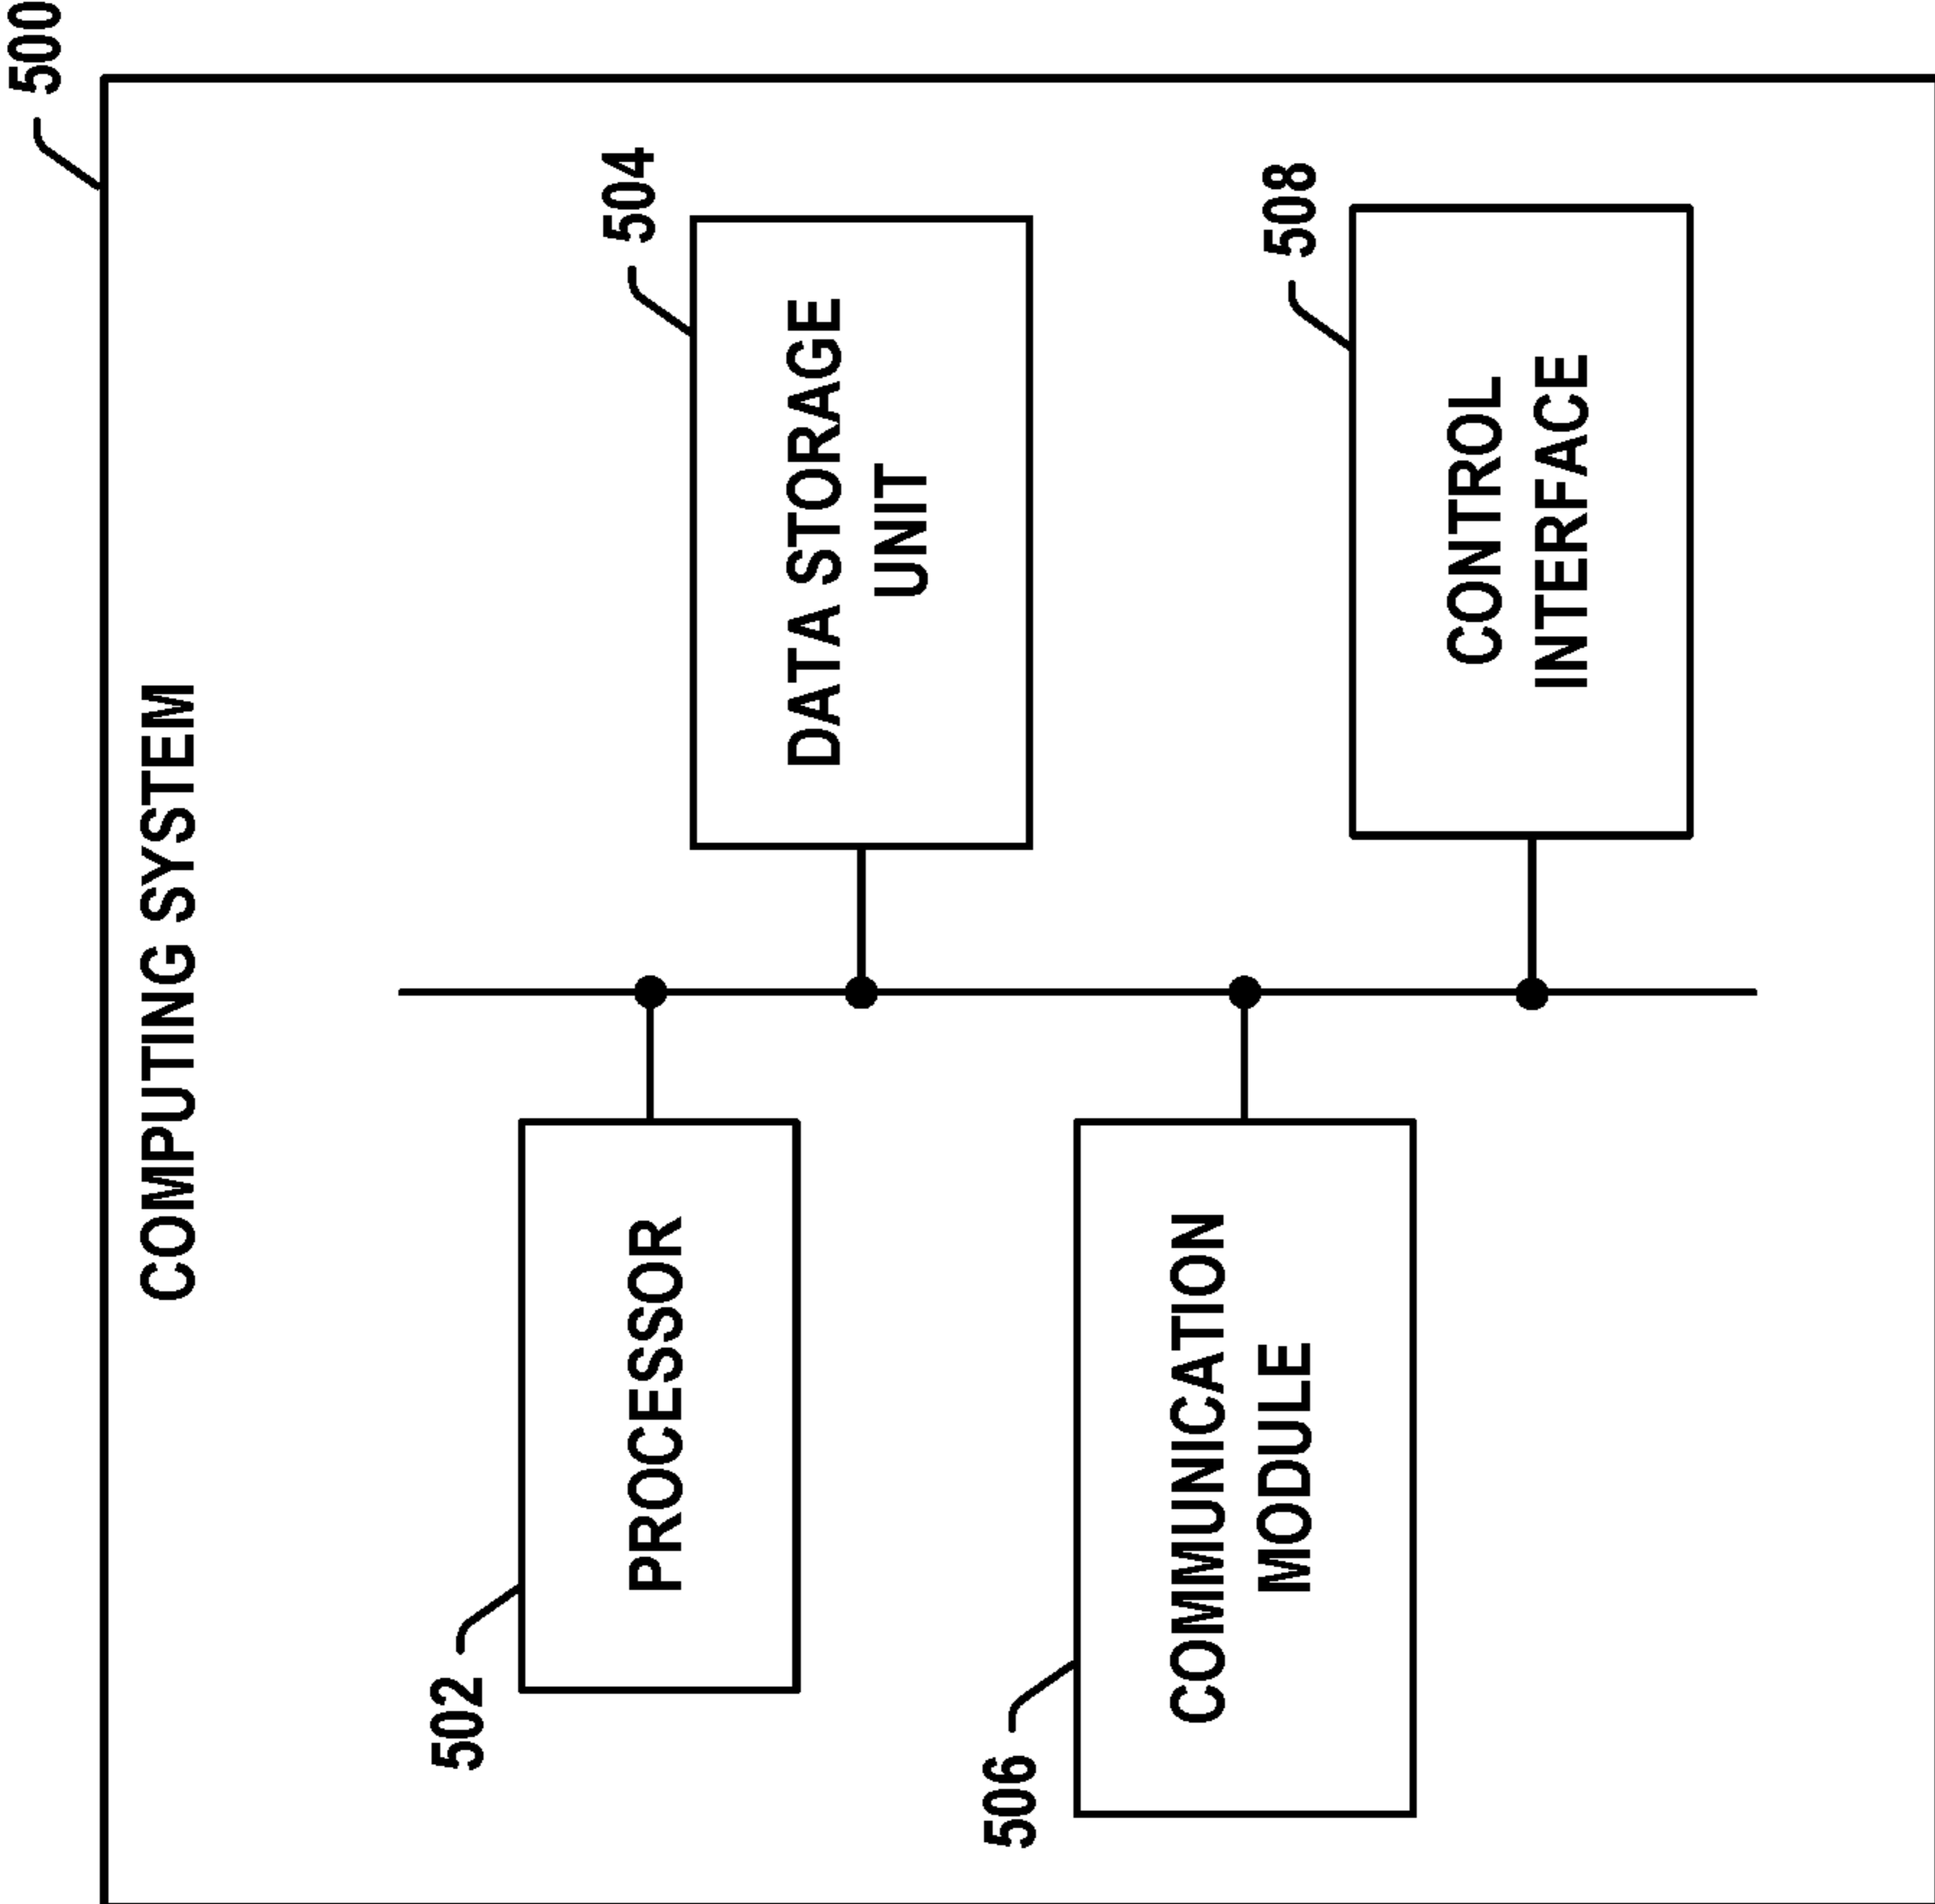 500
COMPUTING SYSTEM
502
PROCESSOR
504
DATA STORAGE
UNIT
506
COMMUNICATION
MODULE
508
CONTROL
INTERFACE